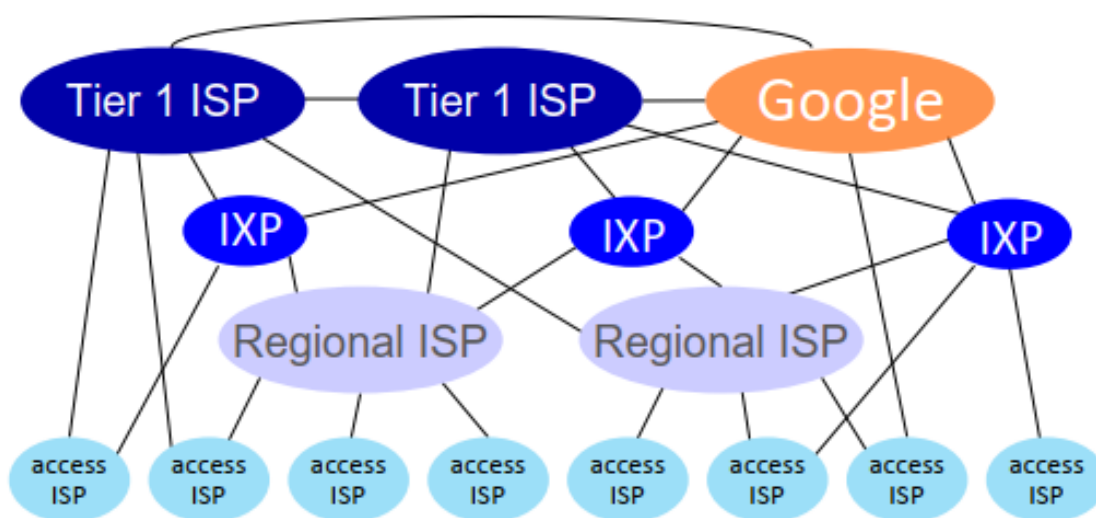 Tier 1 ISP
Tier 1 ISP
Google
IXP
IXP
IXP
Regional ISP
Regional ISP
access
ISP
access
ISP
access
ISP
access
ISP
access
ISP
access
ISP
access
ISP
access
ISP